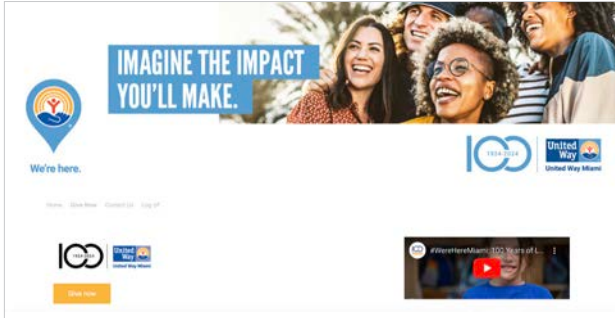 IMAGINE THE IMPACT
YOU'LL MAKE.
We're here.
1924-2024
United
Way
United Way Miami
Home Give Now Contact Us Log off
1924-2024
United
Way
United Way Miami
#WereHereMiami: 100 Years of L...
Give now